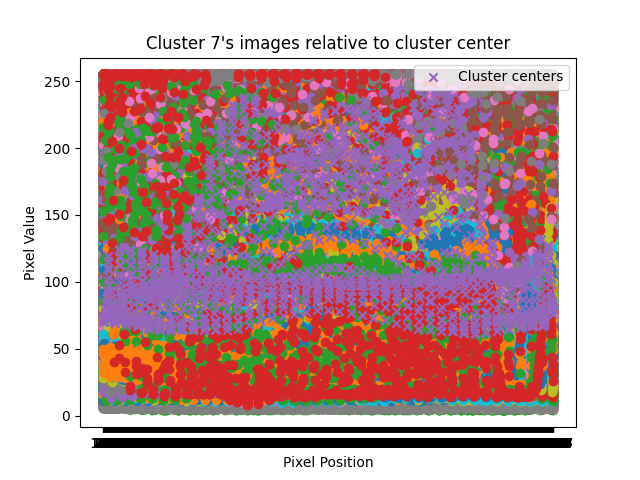 Cluster 7's images relative to cluster center
Cluster centers
250
200
150
100
50
0
Pixel Value
Pixel Position